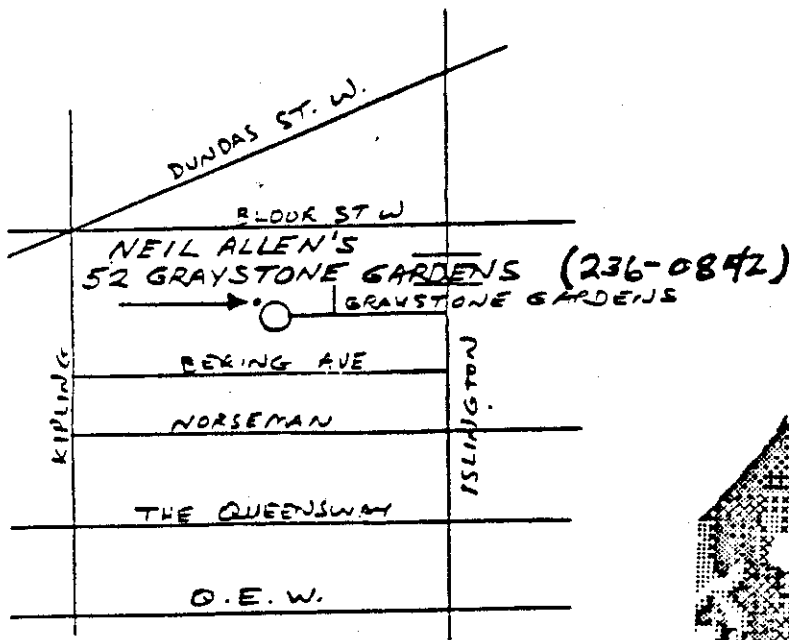 DUNDAS ST. W.
BLOOR ST W
NEIL ALLEN'S
52 GRAYSTONE GARDENS (236-0842)
GRAYSTONE GARDENS
BERING AVE
KIPLING
ISLINGTON
NORSEMAN
THE QUEENSWAY
Q.E.W.